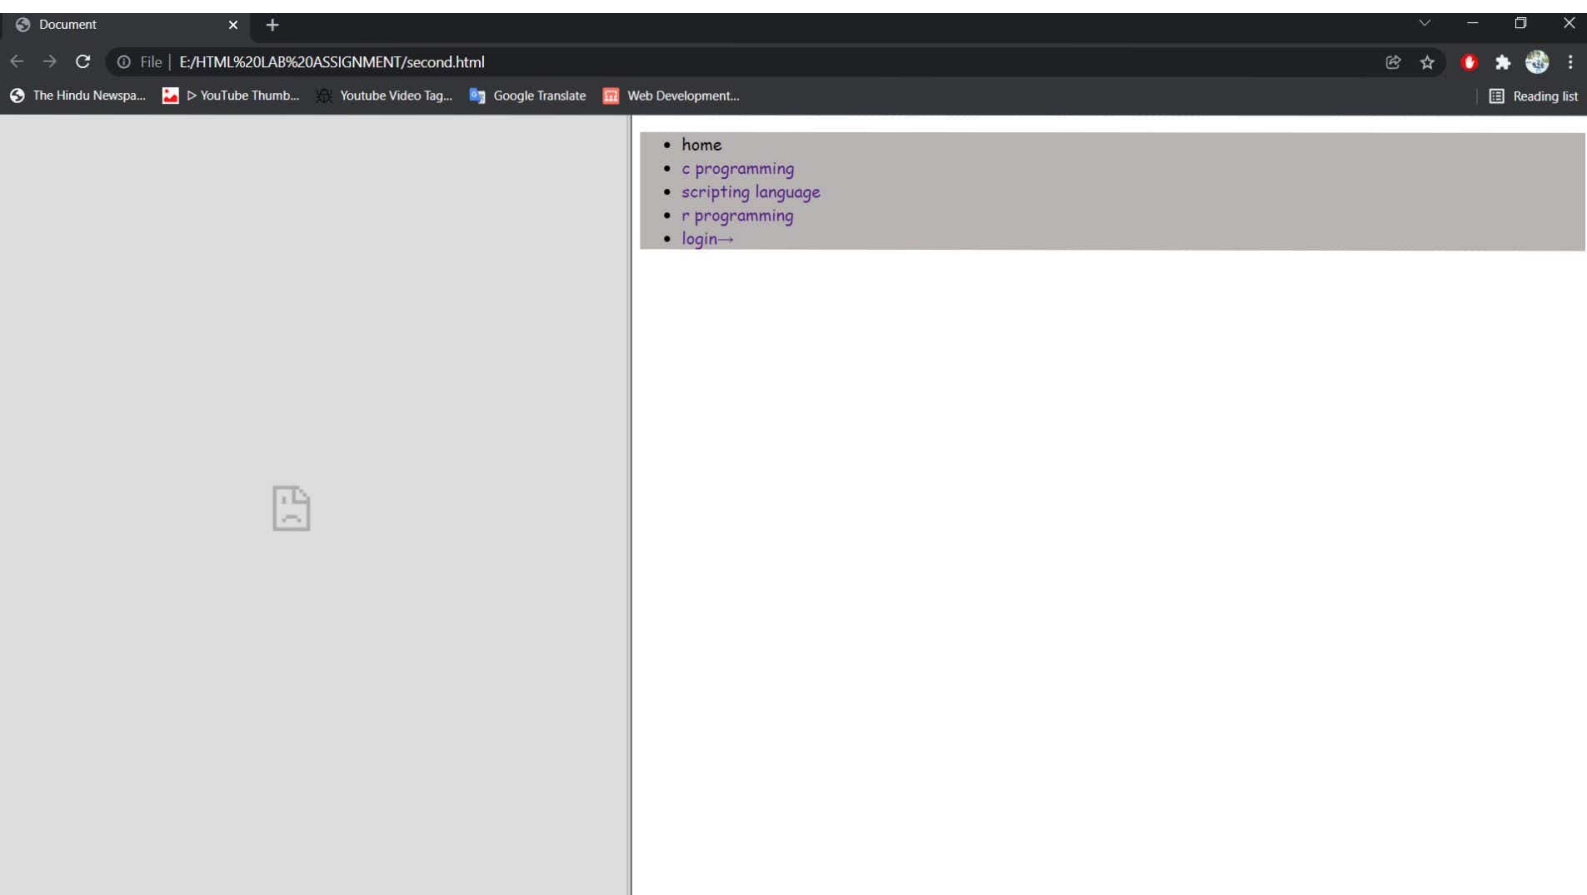 Document
File | E:/HTML%20LAB%20ASSIGNMENT/second.html
The Hindu Newspa... ▷ YouTube Thumb... Youtube Video Tag... Google Translate Web Development... Reading list
• home
• c programming
• scripting language
• r programming
• login→